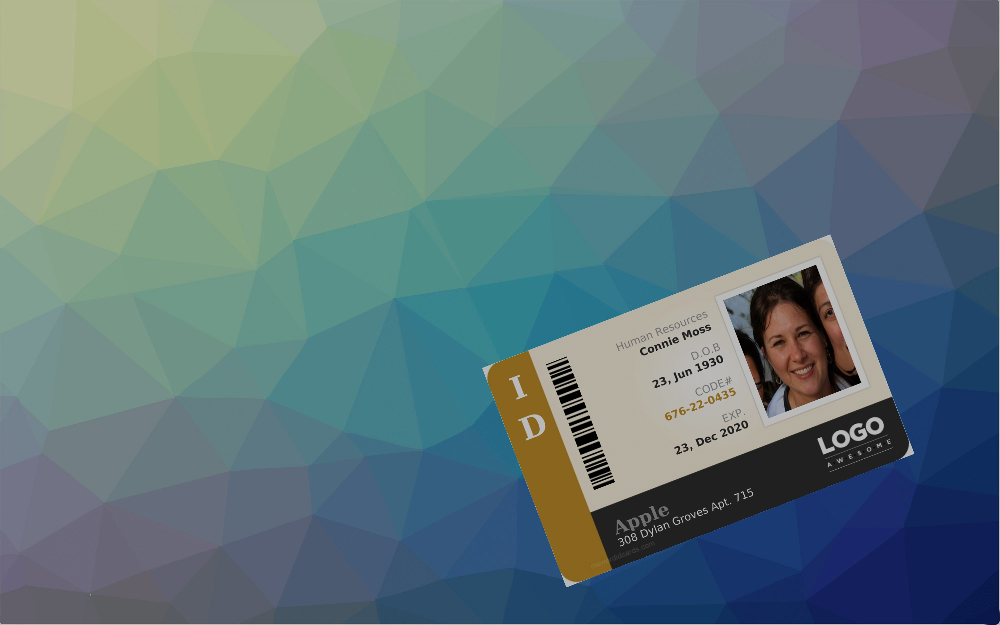 I
D
Human Resources
Connie Moss
D.O.B
23, Jun 1930
CODE#
676-22-0435
EXP.
23, Dec 2020
LOGO
AWESOME
Apple
308 Dylan Groves Apt. 715